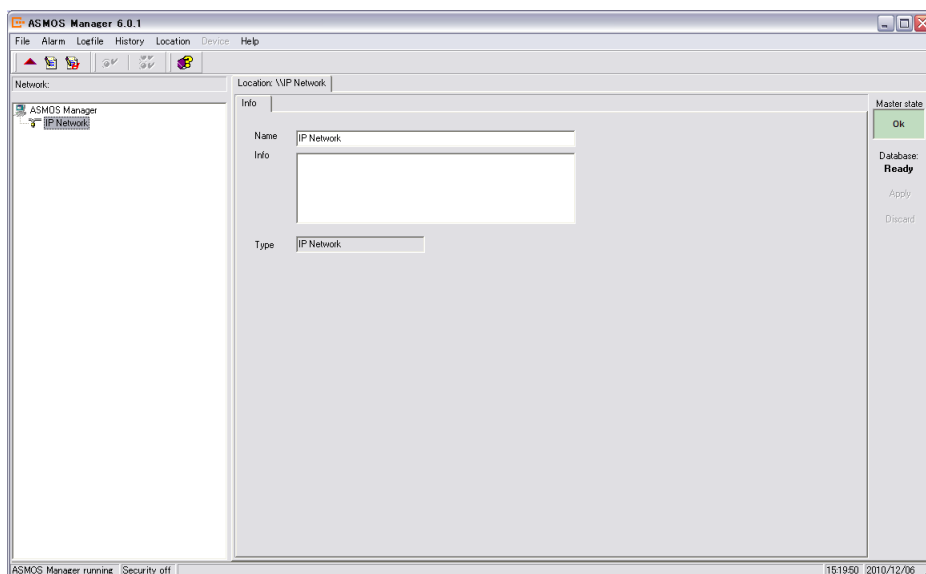 ASMOS Manager 6.0.1
File Alarm Logfile History Location Device Help
Network:
ASMOS Manager
IP Network
Location: \\IP Network
Info
Name IP Network
Info
Type IP Network
Master state
Ok
Database:
Ready
Apply
Discard
ASMOS Manager running Security off 15:19:50 2010/12/06